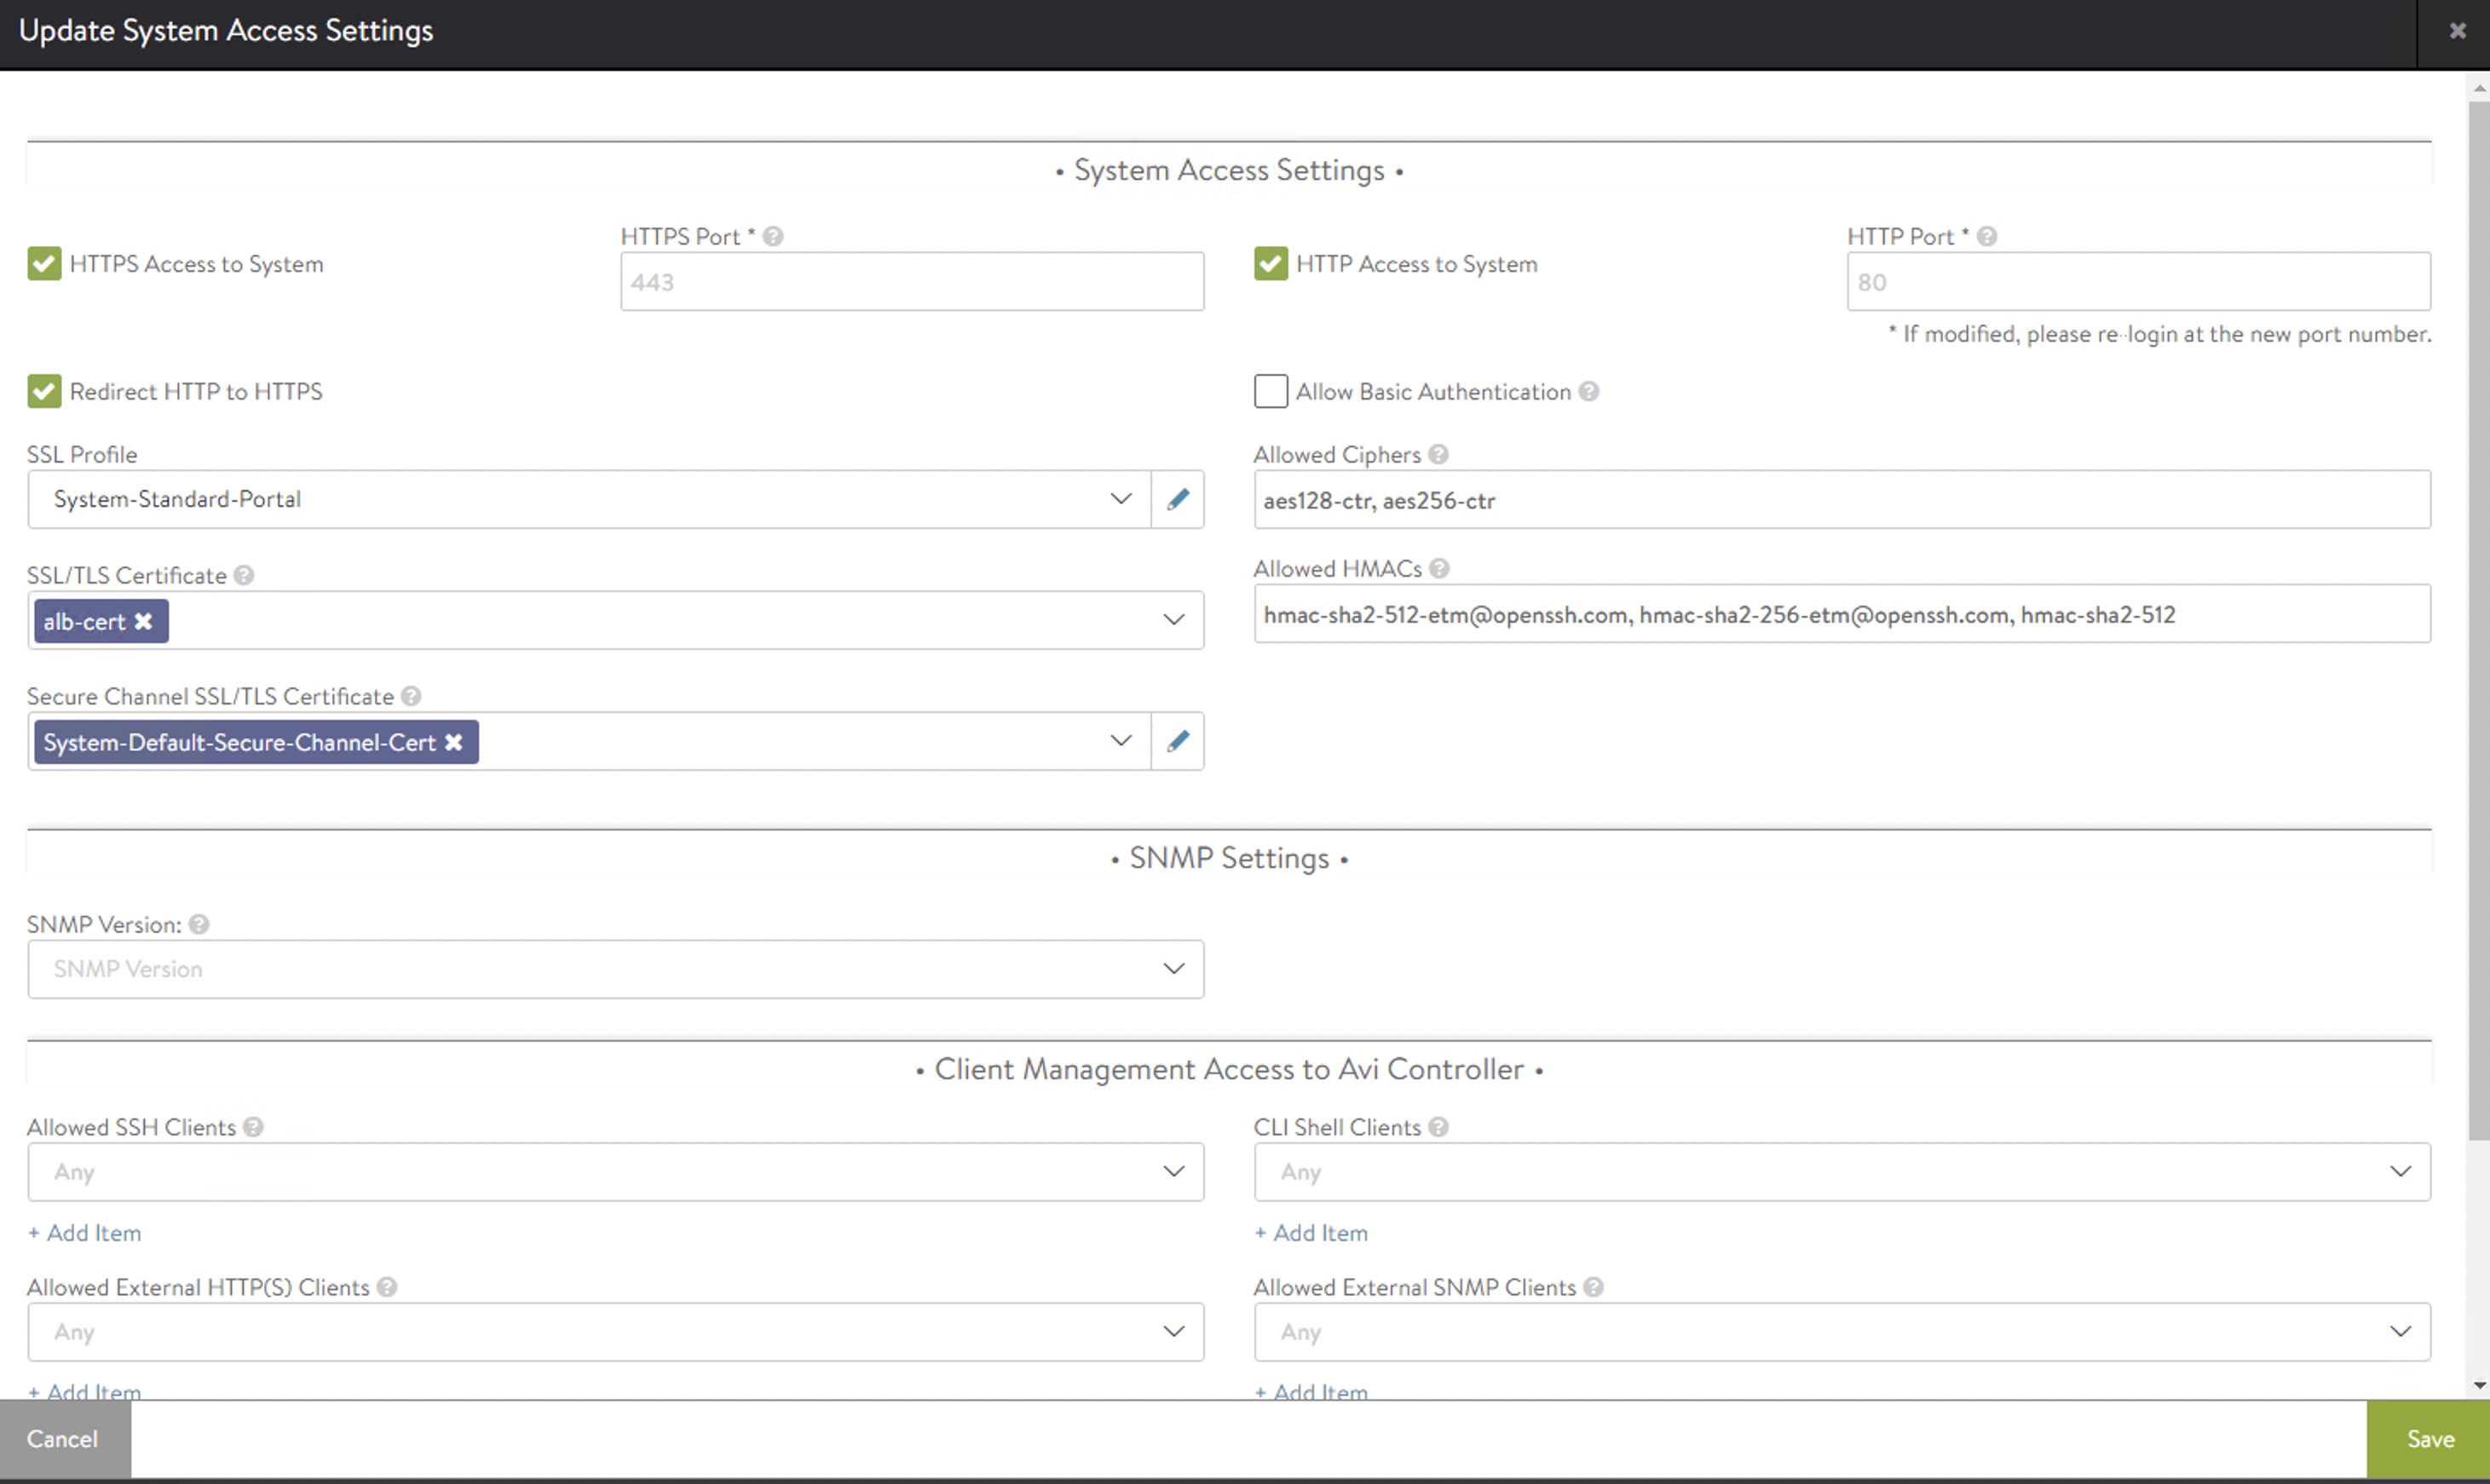 Update System Access Settings
• System Access Settings •
HTTPS Access to System
HTTPS Port *
443
HTTP Access to System
HTTP Port *
80
* If modified, please re-login at the new port number.
Redirect HTTP to HTTPS
Allow Basic Authentication
SSL Profile
System-Standard-Portal
Allowed Ciphers
aes128-ctr, aes256-ctr
SSL/TLS Certificate
alb-cert
Allowed HMACs
hmac-sha2-512-etm@openssh.com, hmac-sha2-256-etm@openssh.com, hmac-sha2-512
Secure Channel SSL/TLS Certificate
System-Default-Secure-Channel-Cert
• SNMP Settings •
SNMP Version:
SNMP Version
• Client Management Access to Avi Controller •
Allowed SSH Clients
Any
+ Add Item
CLI Shell Clients
Any
+ Add Item
Allowed External HTTP(S) Clients
Any
+ Add Item
Allowed External SNMP Clients
Any
+ Add Item
Cancel
Save